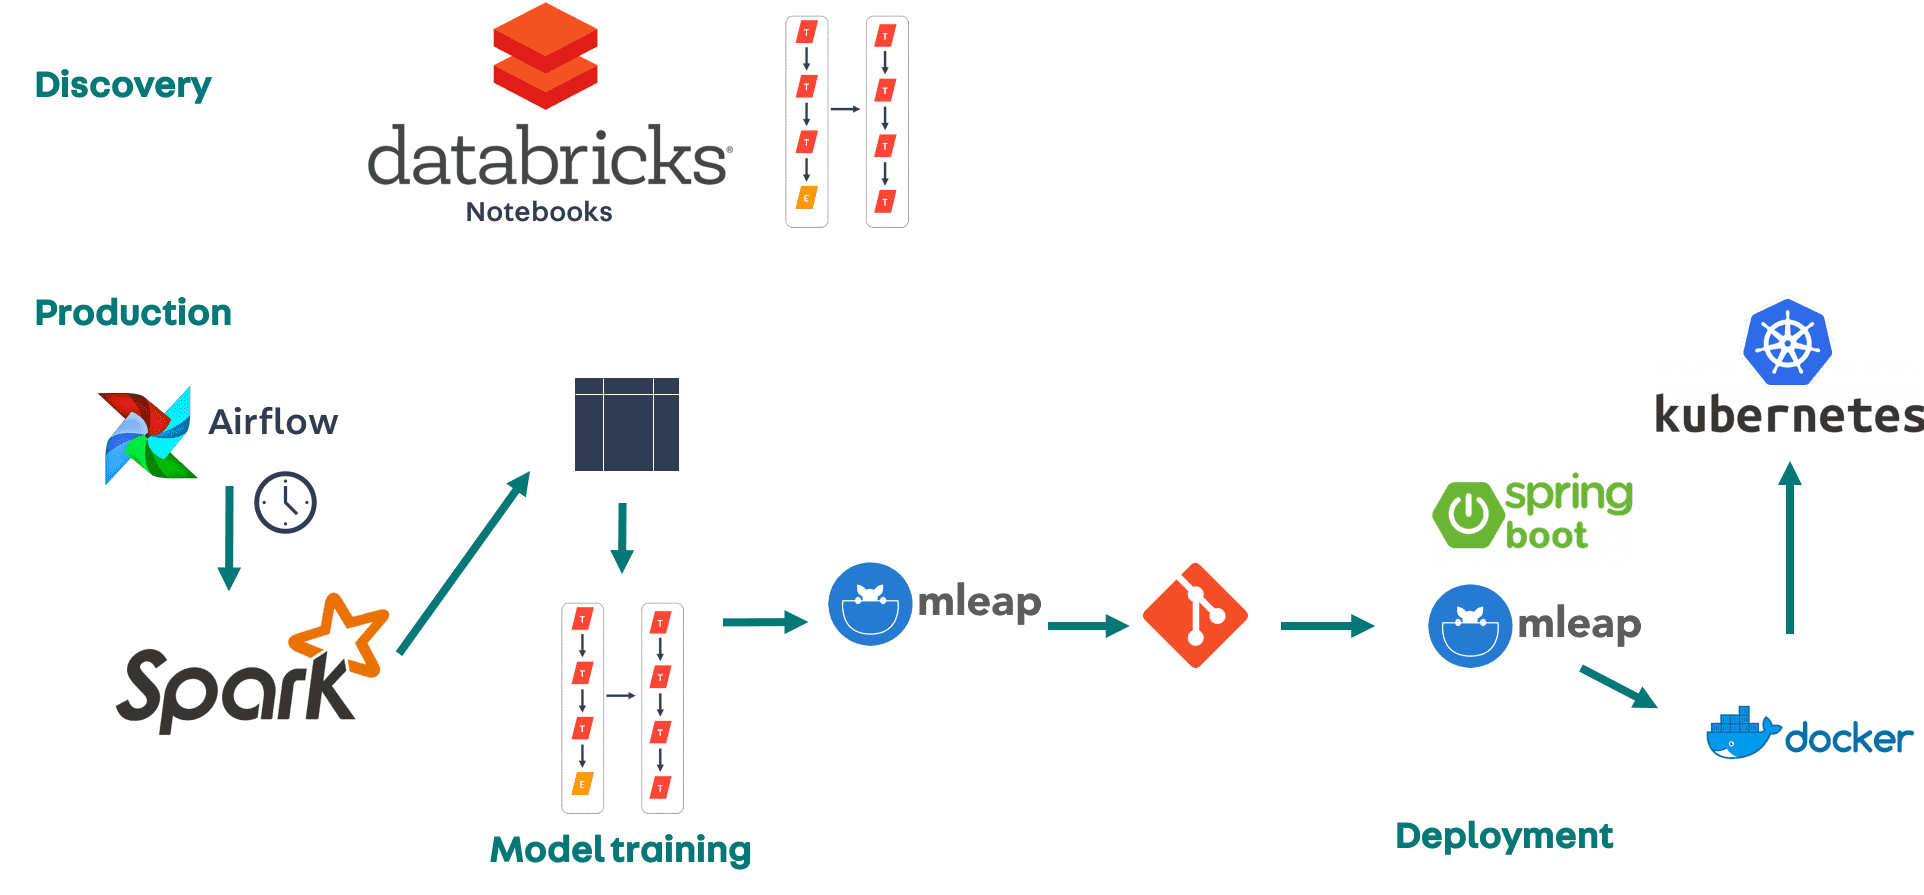 Discovery
databricks®
Notebooks
T
T
T
E
T
T
T
T
Production
Airflow
Spark
T
T
T
E
T
T
T
T
Model training
mleap
spring
boot
mleap
docker
kubernetes
Deployment